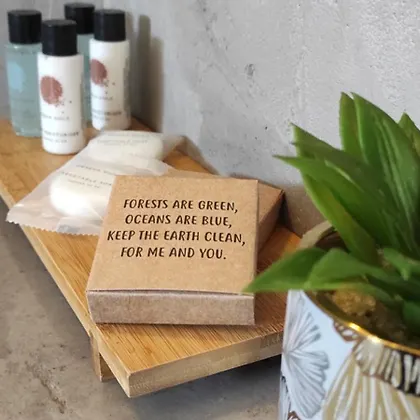 FORESTS ARE GREEN,
OCEANS ARE BLUE,
KEEP THE EARTH CLEAN,
FOR ME AND YOU.